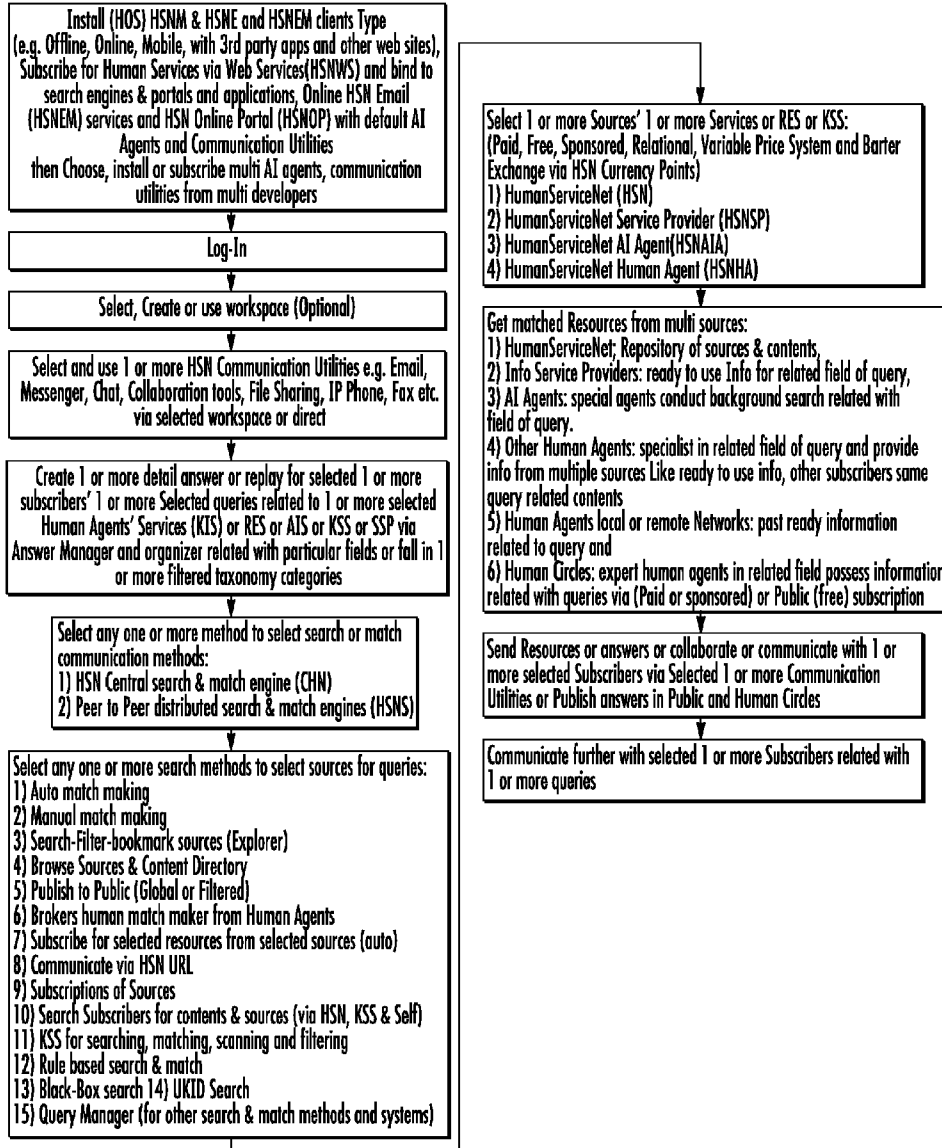 Install (HOS) HSNM & HSNE and HSNEM clients Type
(e.g. Offline, Online, Mobile, with 3rd party apps and other web sites),
Subscribe for Human Services via Web Services(HSNWS) and bind to
search engines & portals and applications, Online HSN Email
(HSNEM) services and HSN Online Portal (HSNOP) with default AI
Agents and Communication Utilities
then Choose, install or subscribe multi AI agents, communication
utilities from multi developers
Log-In
Select, Create or use workspace (Optional)
Select and use 1 or more HSN Communication Utilities e.g. Email,
Messenger, Chat, Collaboration tools, File Sharing, IP Phone, Fax etc.
via selected workspace or direct
Create 1 or more detail answer or replay for selected 1 or more
subscribers' 1 or more Selected queries related to 1 or more selected
Human Agents' Services (KIS) or RES or AIS or KSS or SSP via
Answer Manager and organizer related with particular fields or fall in 1
or more filtered taxonomy categories
Select any one or more method to select search or match
communication methods:
1) HSN Central search & match engine (CHN)
2) Peer to Peer distributed search & match engines (HSNS)
Select any one or more search methods to select sources for queries:
1) Auto match making
2) Manual match making
3) Search-Filter-bookmark sources (Explorer)
4) Browse Sources & Content Directory
5) Publish to Public (Global or Filtered)
6) Brokers human match maker from Human Agents
7) Subscribe for selected resources from selected sources (auto)
8) Communicate via HSN URL
9) Subscriptions of Sources
10) Search Subscribers for contents & sources (via HSN, KSS & Self)
11) KSS for searching, matching, scanning and filtering
12) Rule based search & match
13) Black-Box search 14) UKID Search
15) Query Manager (for other search & match methods and systems)
Select 1 or more Sources' 1 or more Services or RES or KSS:
(Paid, Free, Sponsored, Relational, Variable Price System and Barter
Exchange via HSN Currency Points)
1) HumanServiceNet (HSN)
2) HumanServiceNet Service Provider (HSNSP)
3) HumanServiceNet AI Agent(HSNAIA)
4) HumanServiceNet Human Agent (HSNHA)
Get matched Resources from multi sources:
1) HumanServiceNet; Repository of sources & contents,
2) Info Service Providers: ready to use Info for related field of query,
3) AI Agents: special agents conduct background search related with
field of query.
4) Other Human Agents: specialist in related field of query and provide
info from multiple sources Like ready to use info, other subscribers same
query related contents
5) Human Agents local or remote Networks: past ready information
related to query and
6) Human Circles: expert human agents in related field possess information
related with queries via (Paid or sponsored) or Public (free) subscription
Send Resources or answers or collaborate or communicate with 1 or
more selected Subscribers via Selected 1 or more Communication
Utilities or Publish answers in Public and Human Circles
Communicate further with selected 1 or more Subscribers related with
1 or more queries